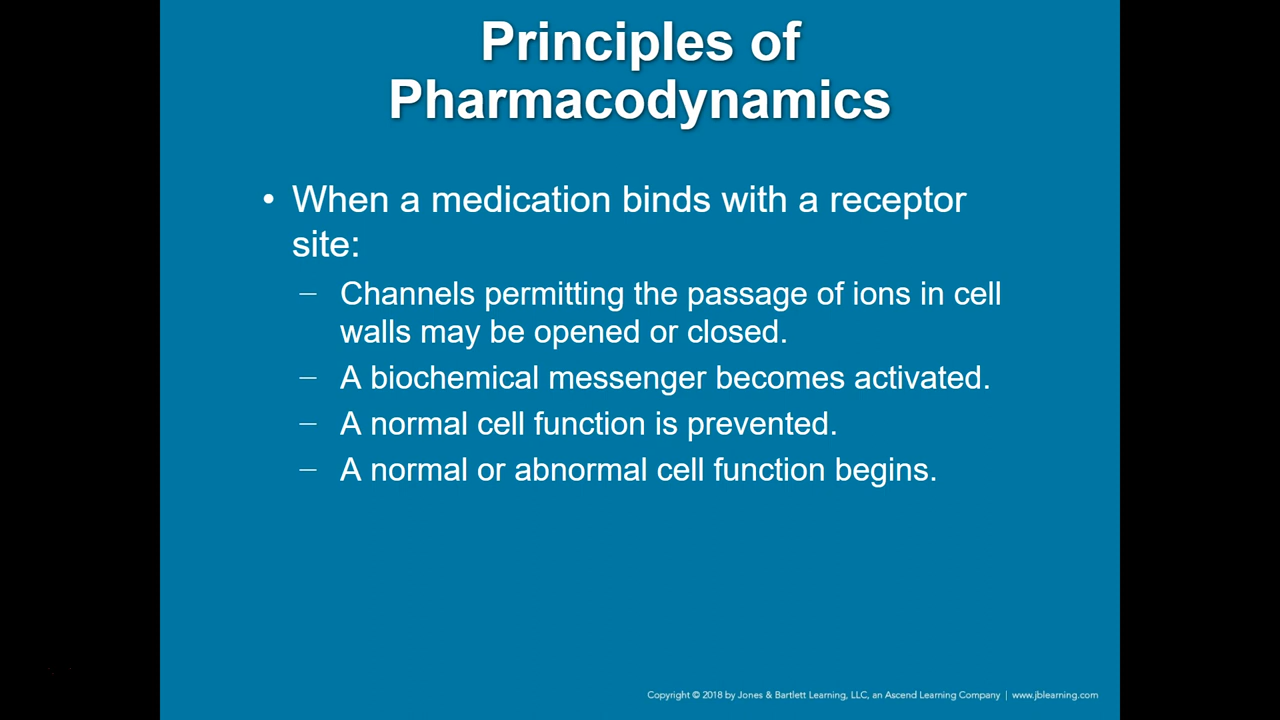 Principles of
Pharmacodynamics
• When a medication binds with a receptor
site:
– Channels permitting the passage of ions in cell
walls may be opened or closed.
– A biochemical messenger becomes activated.
– A normal cell function is prevented.
– A normal or abnormal cell function begins.
Copyright © 2018 by Jones & Bartlett Learning, LLC, an Ascend Learning Company | www.jblearning.com